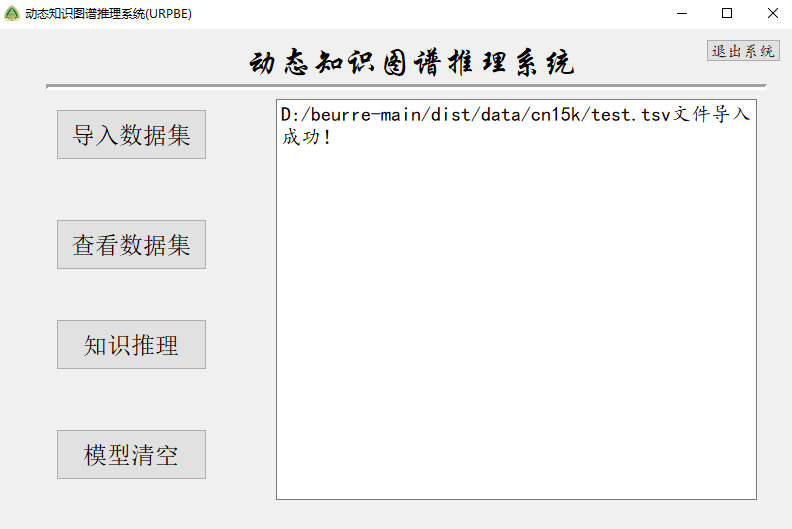 动态知识图谱推理系统(URPBE)
动态知识图谱推理系统
退出系统
导入数据集
D:/beurre-main/dist/data/cn15k/test.tsv文件导入
成功!
查看数据集
知识推理
模型清空